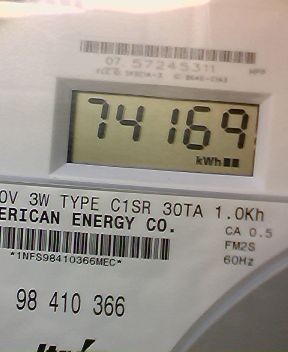 07 57245311
74169
kWh
0V 3W TYPE C1SR 30TA 1.0Kh
ERICAN ENERGY CO.
CA 0.5
FM2S
*1NFS98410366MEC*
60Hz
98 410 366